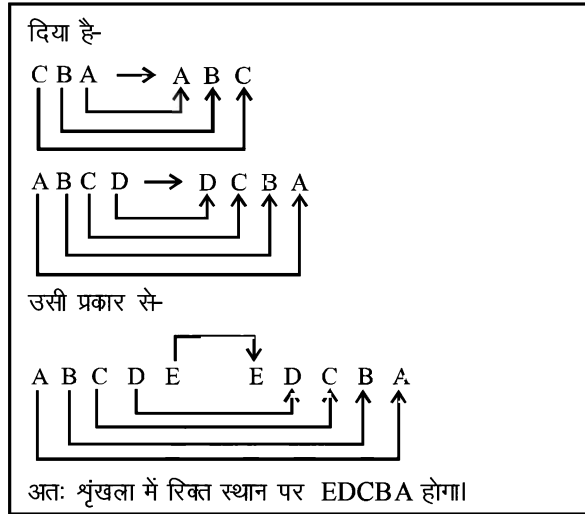 दिया है-
C B A → A B C
A B C D → D C B A
उसी प्रकार से-
A B C D E E D C B A
अतः शृंखला में रिक्त स्थान पर EDCBA होगा।